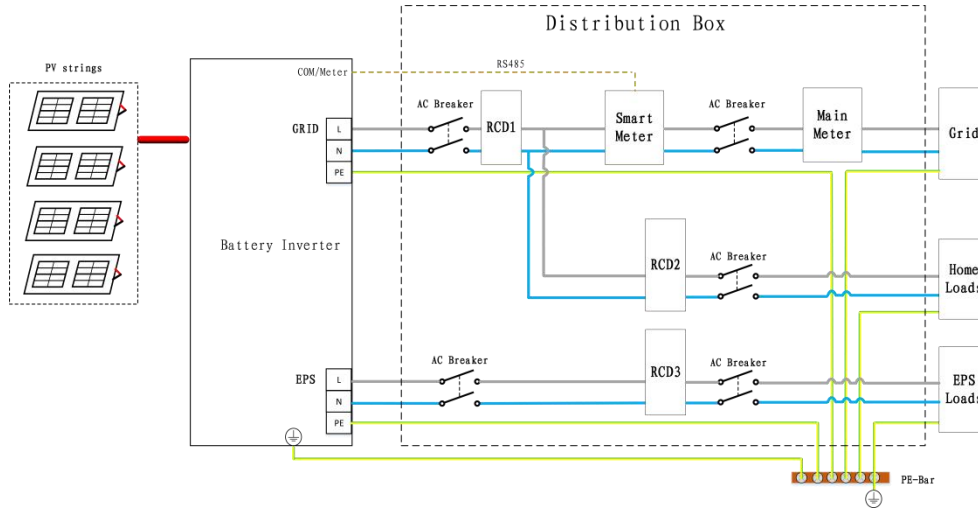 Distribution Box
PV strings
COM/Meter
RS485
AC Breaker
RCD1
Smart
Meter
AC Breaker
Main
Meter
Grid
GRID
L
N
PE
Battery Inverter
RCD2
AC Breaker
Home
Loads
EPS
L
N
PE
AC Breaker
RCD3
AC Breaker
EPS
Loads
PE-Bar